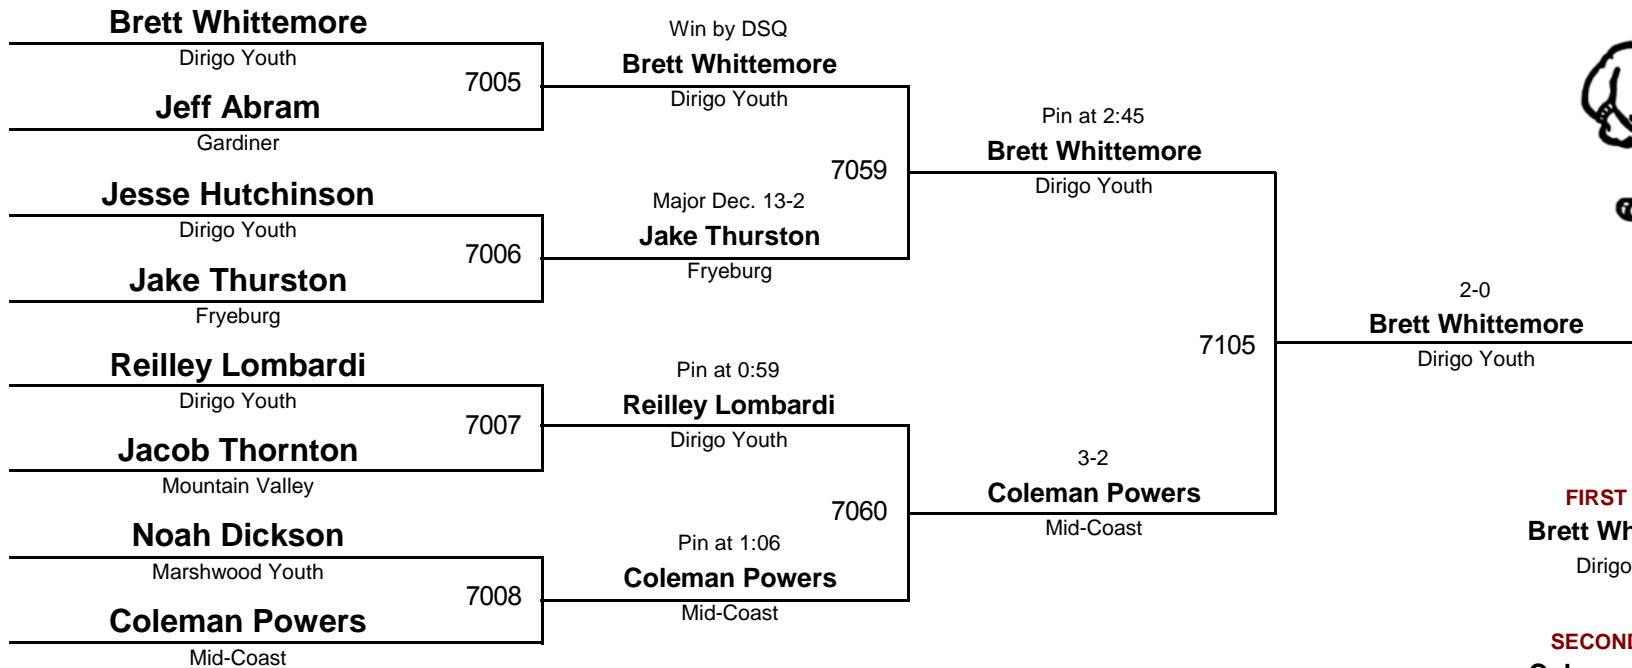 Brett Whittemore
Dirigo Youth
7005
Jeff Abram
Gardiner
Jesse Hutchinson
Dirigo Youth
7006
Jake Thurston
Fryeburg
Reilley Lombardi
Dirigo Youth
7007
Jacob Thornton
Mountain Valley
Noah Dickson
Marshwood Youth
7008
Coleman Powers
Mid-Coast
Win by DSQ
Brett Whittemore
Dirigo Youth
7059
Major Dec. 13-2
Jake Thurston
Fryeburg
Pin at 0:59
Reilley Lombardi
Dirigo Youth
7060
Pin at 1:06
Coleman Powers
Mid-Coast
Pin at 2:45
Brett Whittemore
Dirigo Youth
7105
3-2
Coleman Powers
Mid-Coast
2-0
Brett Whittemore
Dirigo Youth
FIRST
Brett Wh
Dirigo
SECOND